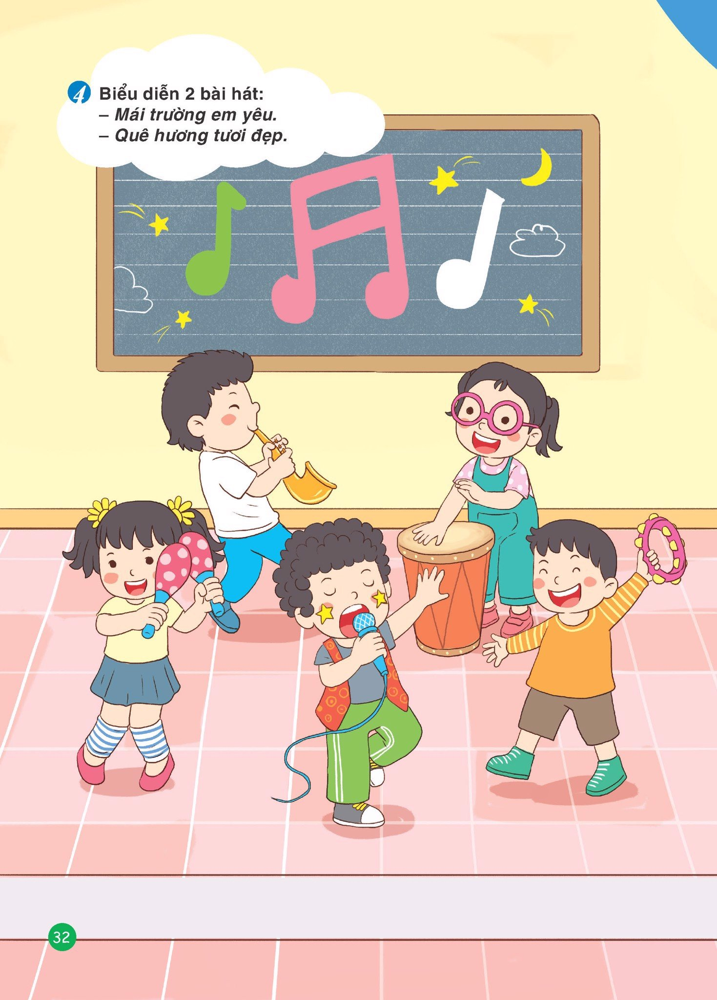 4 Biểu diễn 2 bài hát:
– Mái trường em yêu.
– Quê hương tươi đẹp.
32